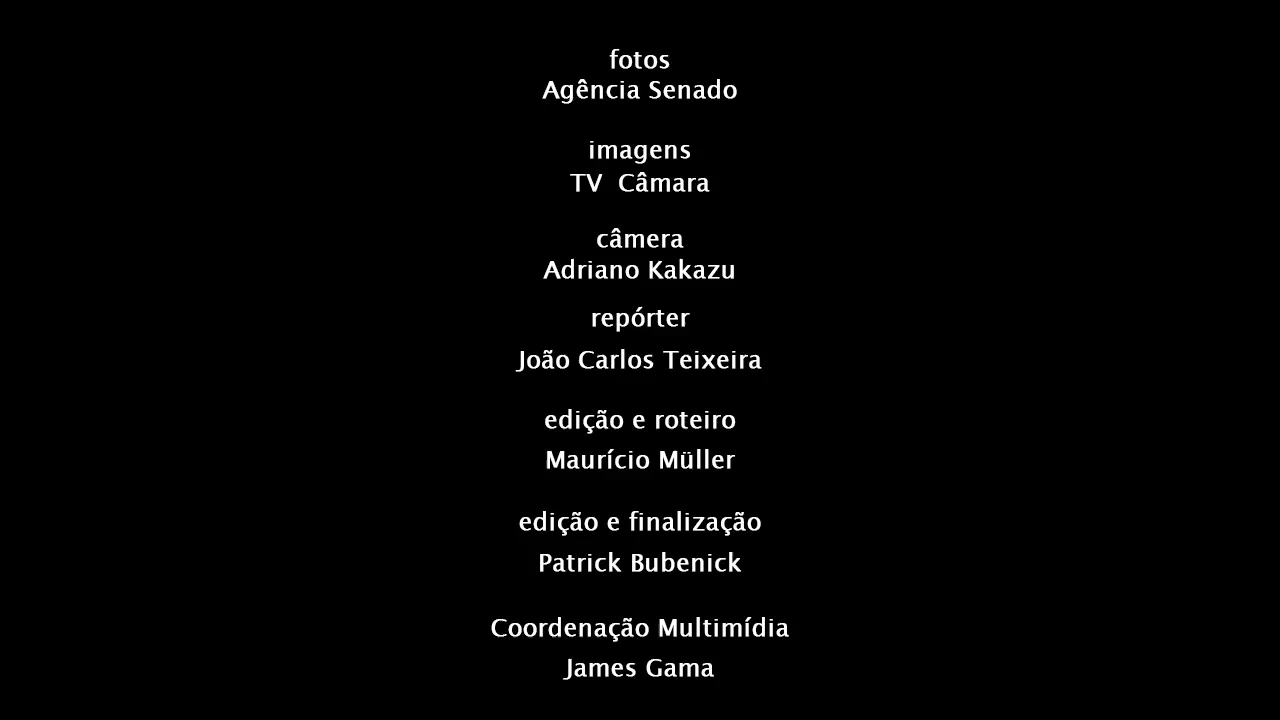 fotos
Agência Senado
imagens
TV Câmara
câmera
Adriano Kakazu
repórter
João Carlos Teixeira
edição e roteiro
Maurício Müller
edição e finalização
Patrick Bubenick
Coordenação Multimídia
James Gama